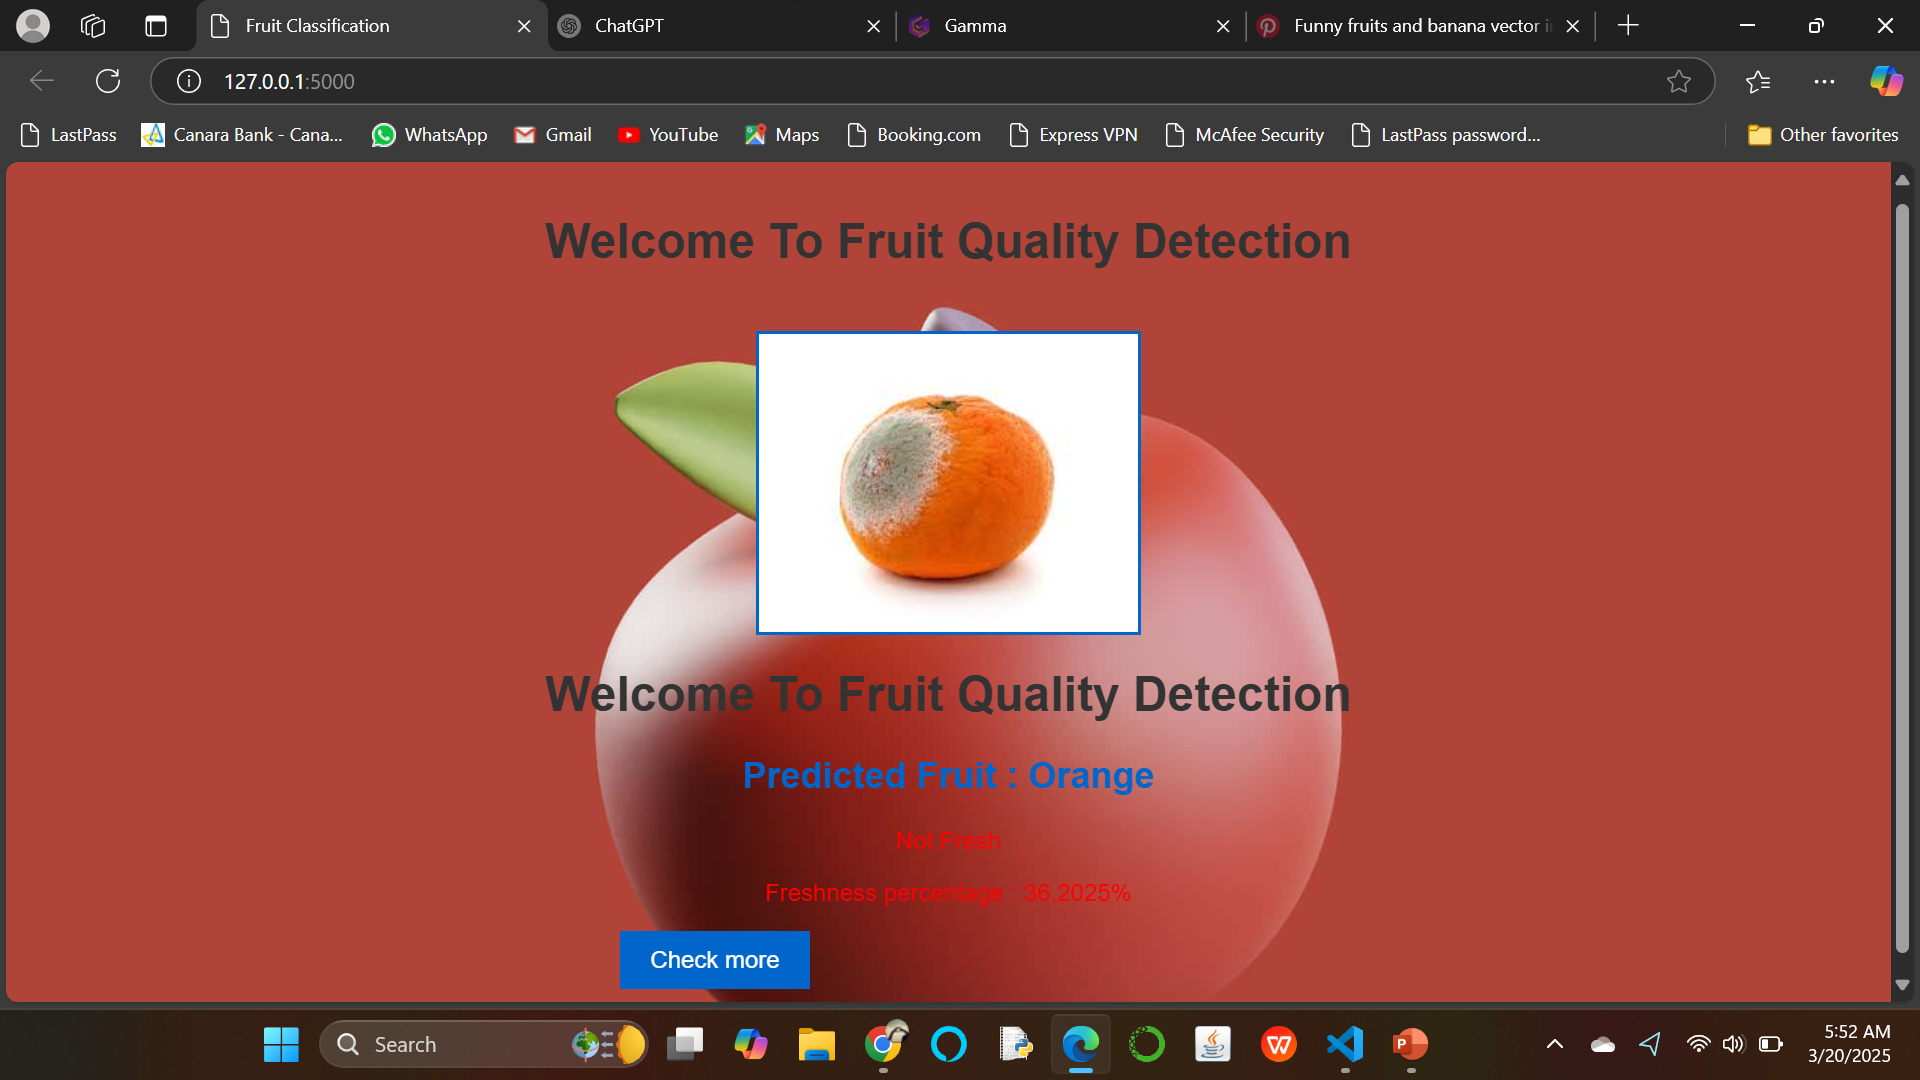 Fruit Classification
ChatGPT
Gamma
Funny fruits and banana vector i
127.0.0.1:5000
LastPass
Canara Bank - Cana...
WhatsApp
Gmail
YouTube
Maps
Booking.com
Express VPN
McAfee Security
LastPass password...
Other favorites
Welcome To Fruit Quality Detection
Welcome To Fruit Quality Detection
Predicted Fruit : Orange
Not Fresh
Freshness percentage : 36.2025%
Check more
Search
5:52 AM
3/20/2025